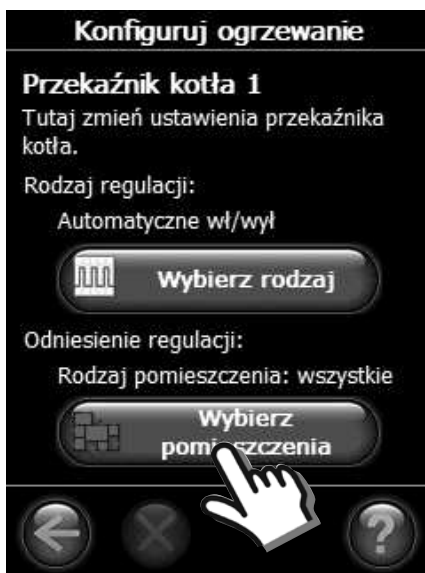 Konfiguruj ogrzewanie
Przekaźnik kotła 1
Tutaj zmień ustawienia przekaźnika
kotła.
Rodzaj regulacji:
Automatyczne wł/wył
Wybierz rodzaj
Odniesienie regulacji:
Rodzaj pomieszczenia: wszystkie
Wybierz
pomieszczenia
?